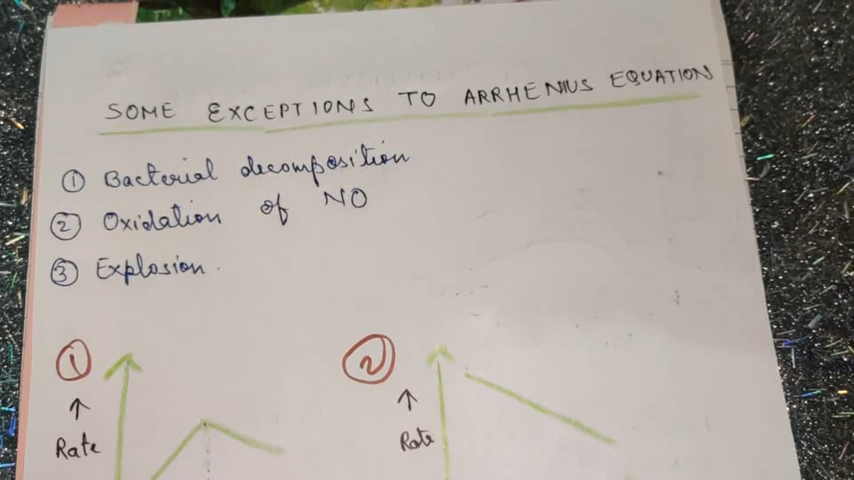 SOME EXCEPTIONS TO ARRHENIUS EQUATION
① Bacterial decomposition
② Oxidation of NO
③ Explosion.
① ②
↑ ↑
Rate Rate